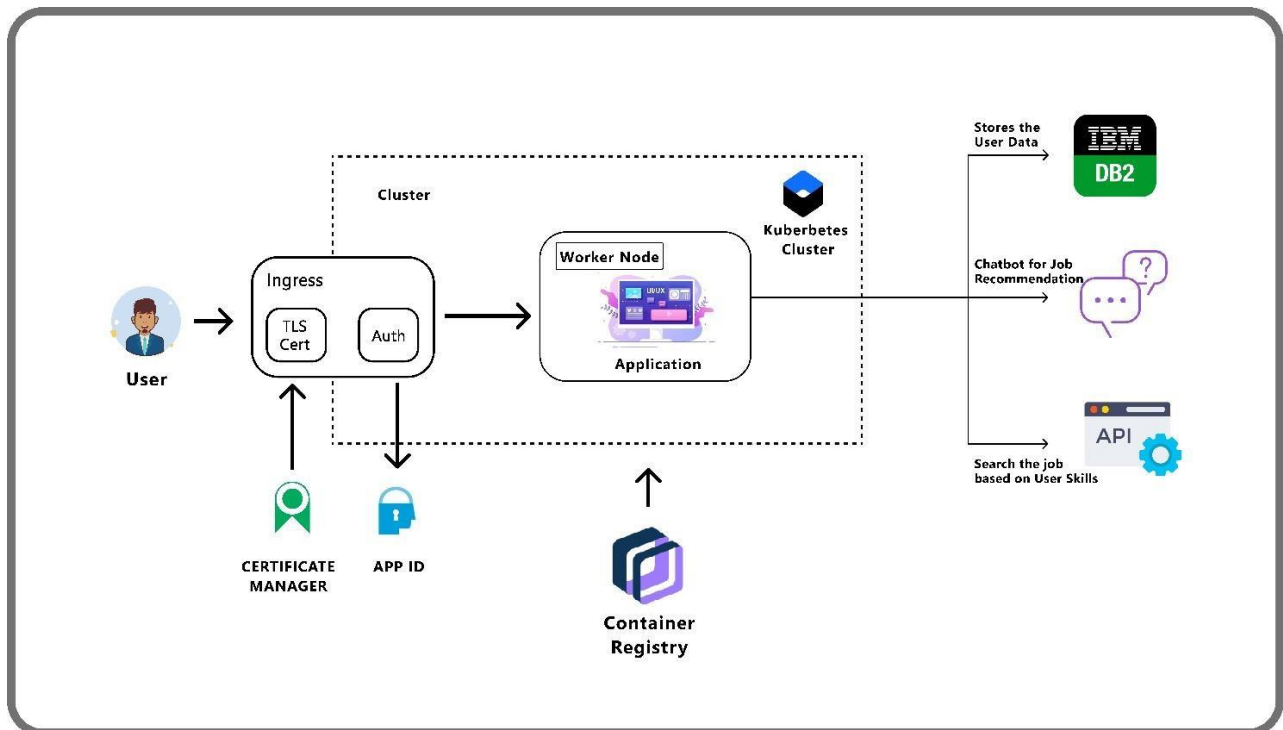 Stores the
User Data
IBM
DB2
Cluster
Kuberbetes
Cluster
Worker Node
UI/UX
Application
Ingress
TLS
Cert
Auth
User
Chatbot for Job
Recommendation
?
API
Search the job
based on User Skills
CERTIFICATE
MANAGER
APP ID
Container
Registry